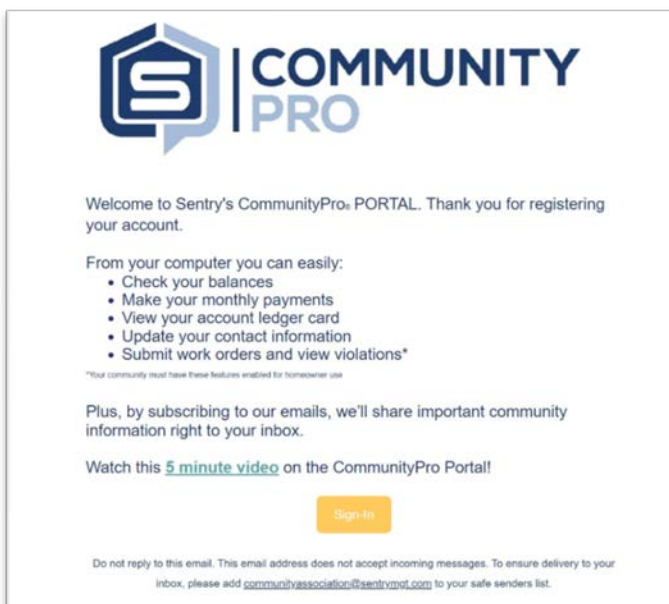 S
COMMUNITY
PRO
Welcome to Sentry's CommunityPro® PORTAL. Thank you for registering
your account.
From your computer you can easily:
• Check your balances
• Make your monthly payments
• View your account ledger card
• Update your contact information
• Submit work orders and view violations*
*Your community must have these features enabled for homeowner use
Plus, by subscribing to our emails, we'll share important community
information right to your inbox.
Watch this 5 minute video on the CommunityPro Portal!
Sign-In
Do not reply to this email. This email address does not accept incoming messages. To ensure delivery to your
inbox, please add communityassociation@sentrymgt.com to your safe senders list.